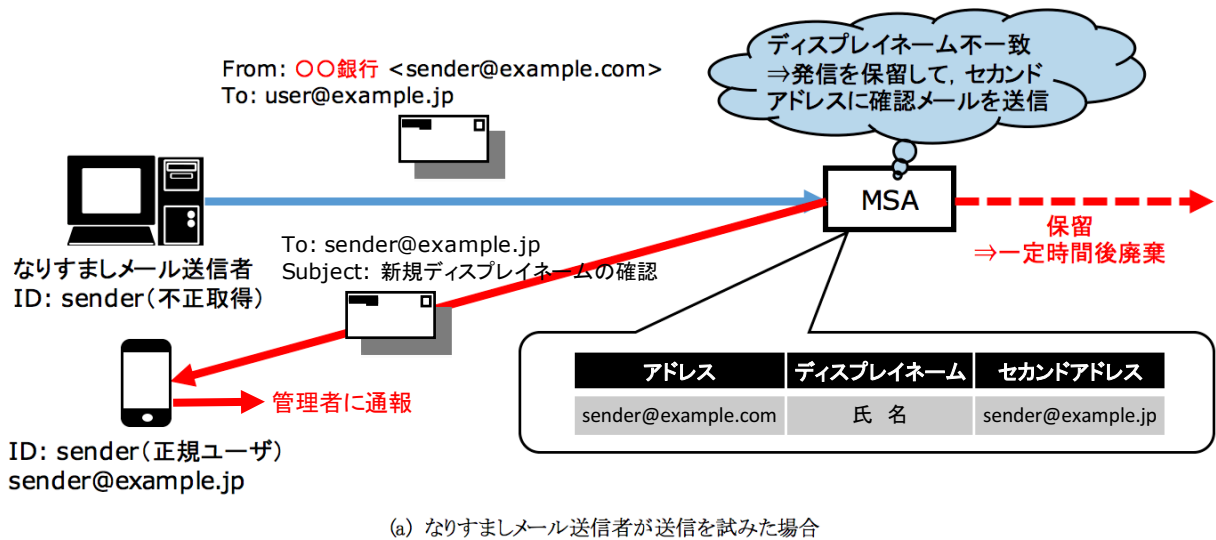 ディスプレイネーム不一致
⇒発信を保留して，セカンド
アドレスに確認メールを送信
From: 〇〇銀行 <sender@example.com>
To: user@example.jp
MSA
保留
⇒一定時間後廃棄
なりすましメール送信者
ID: sender（不正取得）
To: sender@example.jp
Subject: 新規ディスプレイネームの確認
管理者に通報
ID: sender（正規ユーザ）
sender@example.jp
アドレス ディスプレイネーム セカンドアドレス
sender@example.com 氏 名 sender@example.jp
(a) なりすましメール送信者が送信を試みた場合